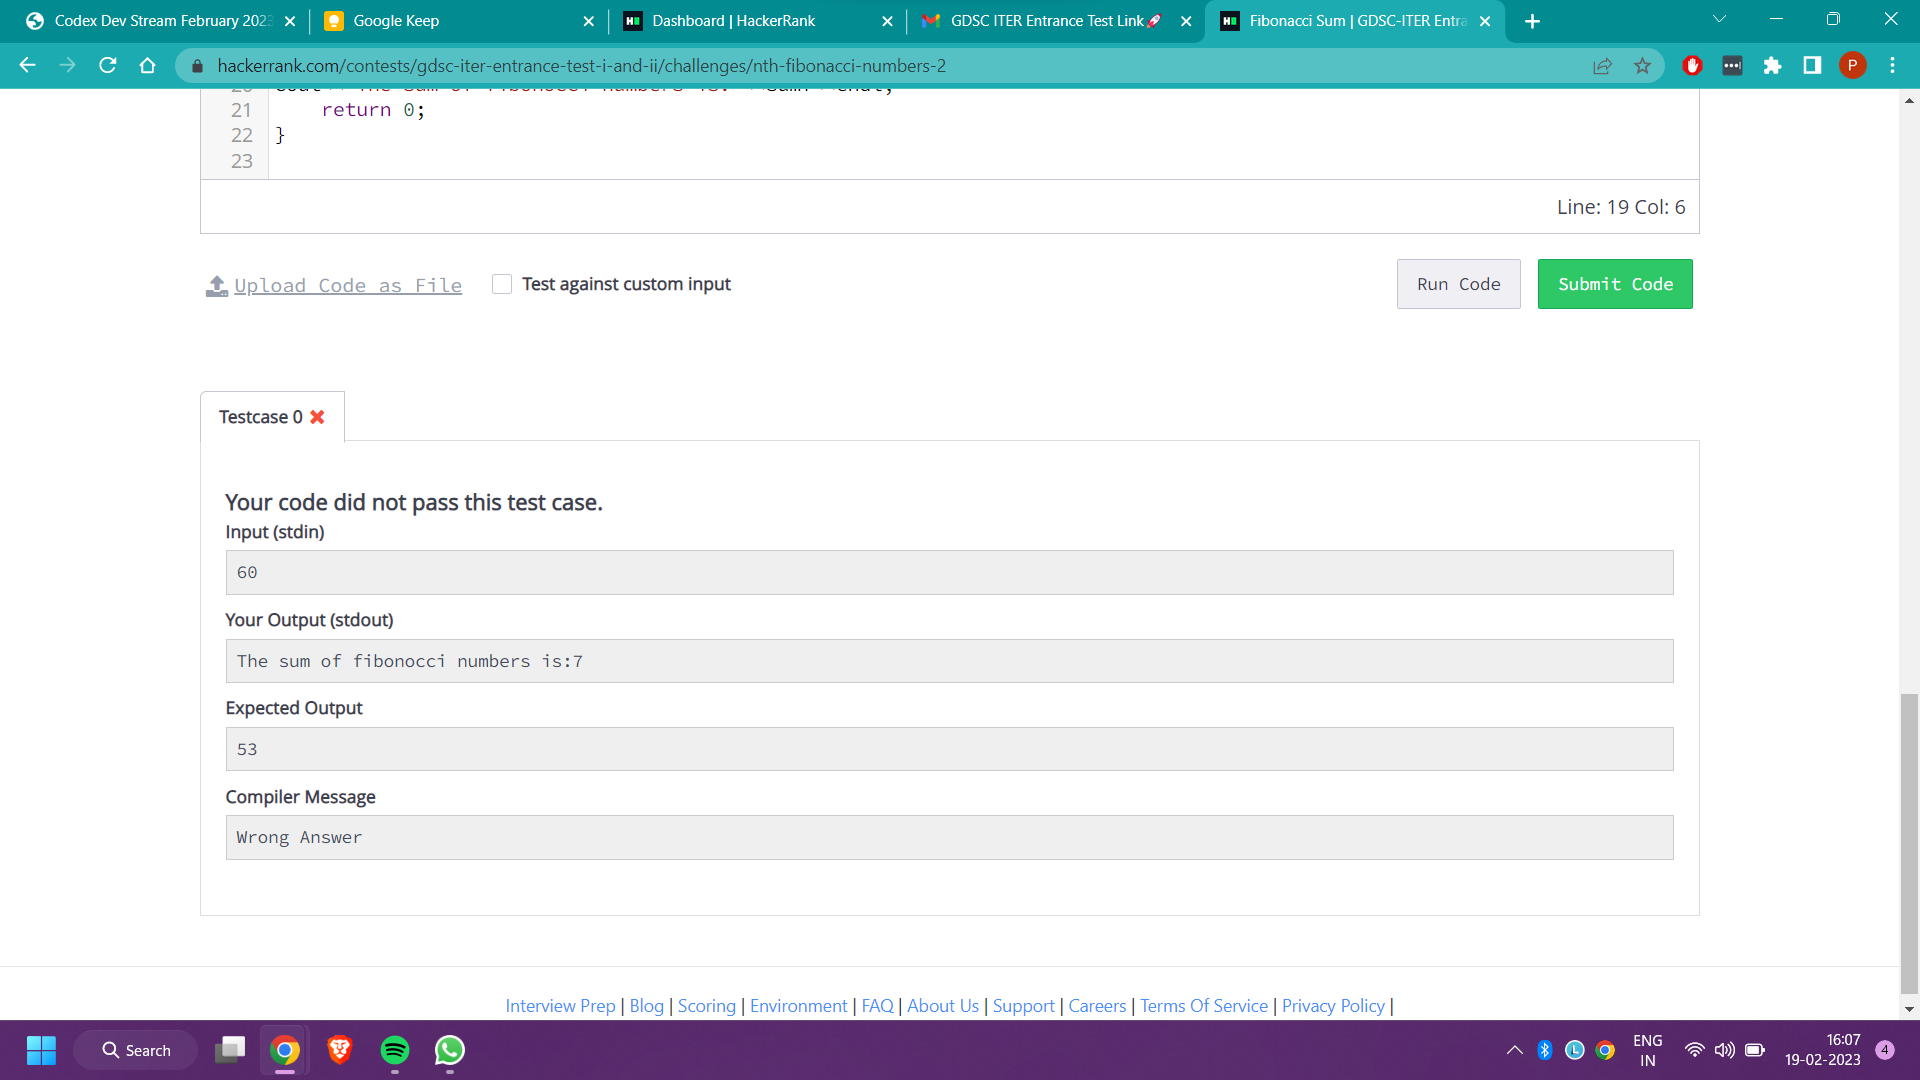 Codex Dev Stream February 2023
Google Keep
Dashboard | HackerRank
GDSC ITER Entrance Test Link🚀
Fibonacci Sum | GDSC-ITER Entra
hackerrank.com/contests/gdsc-iter-entrance-test-i-and-ii/challenges/nth-fibonacci-numbers-2
P
21 return 0;
22 }
23
Line: 19 Col: 6
Upload Code as File
Test against custom input
Run Code
Submit Code
Testcase 0
Your code did not pass this test case.
Input (stdin)
60
Your Output (stdout)
The sum of fibonocci numbers is:7
Expected Output
53
Compiler Message
Wrong Answer
Interview Prep | Blog | Scoring | Environment | FAQ | About Us | Support | Careers | Terms Of Service | Privacy Policy |
Search
ENG
IN
16:07
19-02-2023
4